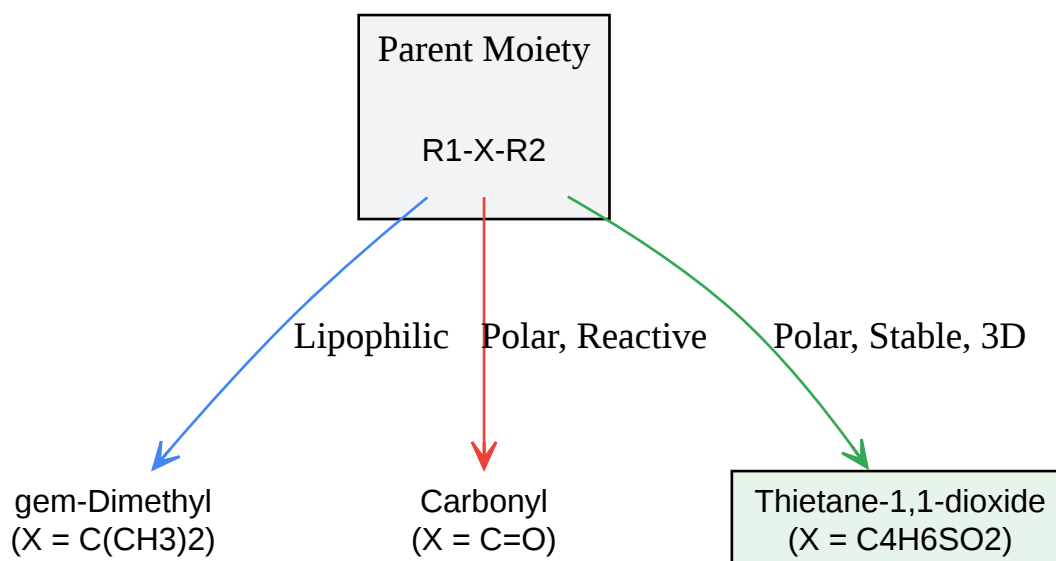 Parent Moiety
R1-X-R2
Lipophilic
Polar, Reactive
Polar, Stable, 3D
gem-Dimethyl
(X = C(CH3)2)
Carbonyl
(X = C=O)
Thietane-1,1-dioxide
(X = C4H6SO2)